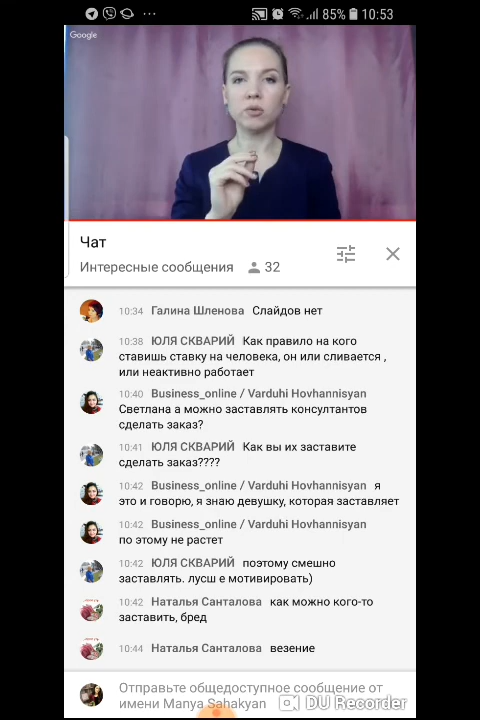 85% 10:53
Google
Чат
Интересные сообщения 32
10:34 Галина Шленова Слайдов нет
10:38 ЮЛЯ СКВАРИЙ Как правило на кого
ставишь ставку на человека, он или сливается ,
или неактивно работает
10:40 Business_online / Varduhi Hovhannisyan
Светлана а можно заставлять консултантов
сделать заказ?
10:41 ЮЛЯ СКВАРИЙ Как вы их заставите
сделать заказ????
10:42 Business_online / Varduhi Hovhannisyan я
это и говорю, я знаю девушку, которая заставляет
10:42 Business_online / Varduhi Hovhannisyan
по этому не растет
10:42 ЮЛЯ СКВАРИЙ поэтому смешно
заставлять. лусш е мотивировать)
10:42 Наталья Санталова как можно кого-то
заставить, бред
10:44 Наталья Санталова везение
Отправьте общедоступное сообщение от
имени Manya Sahakyan
DU Recorder